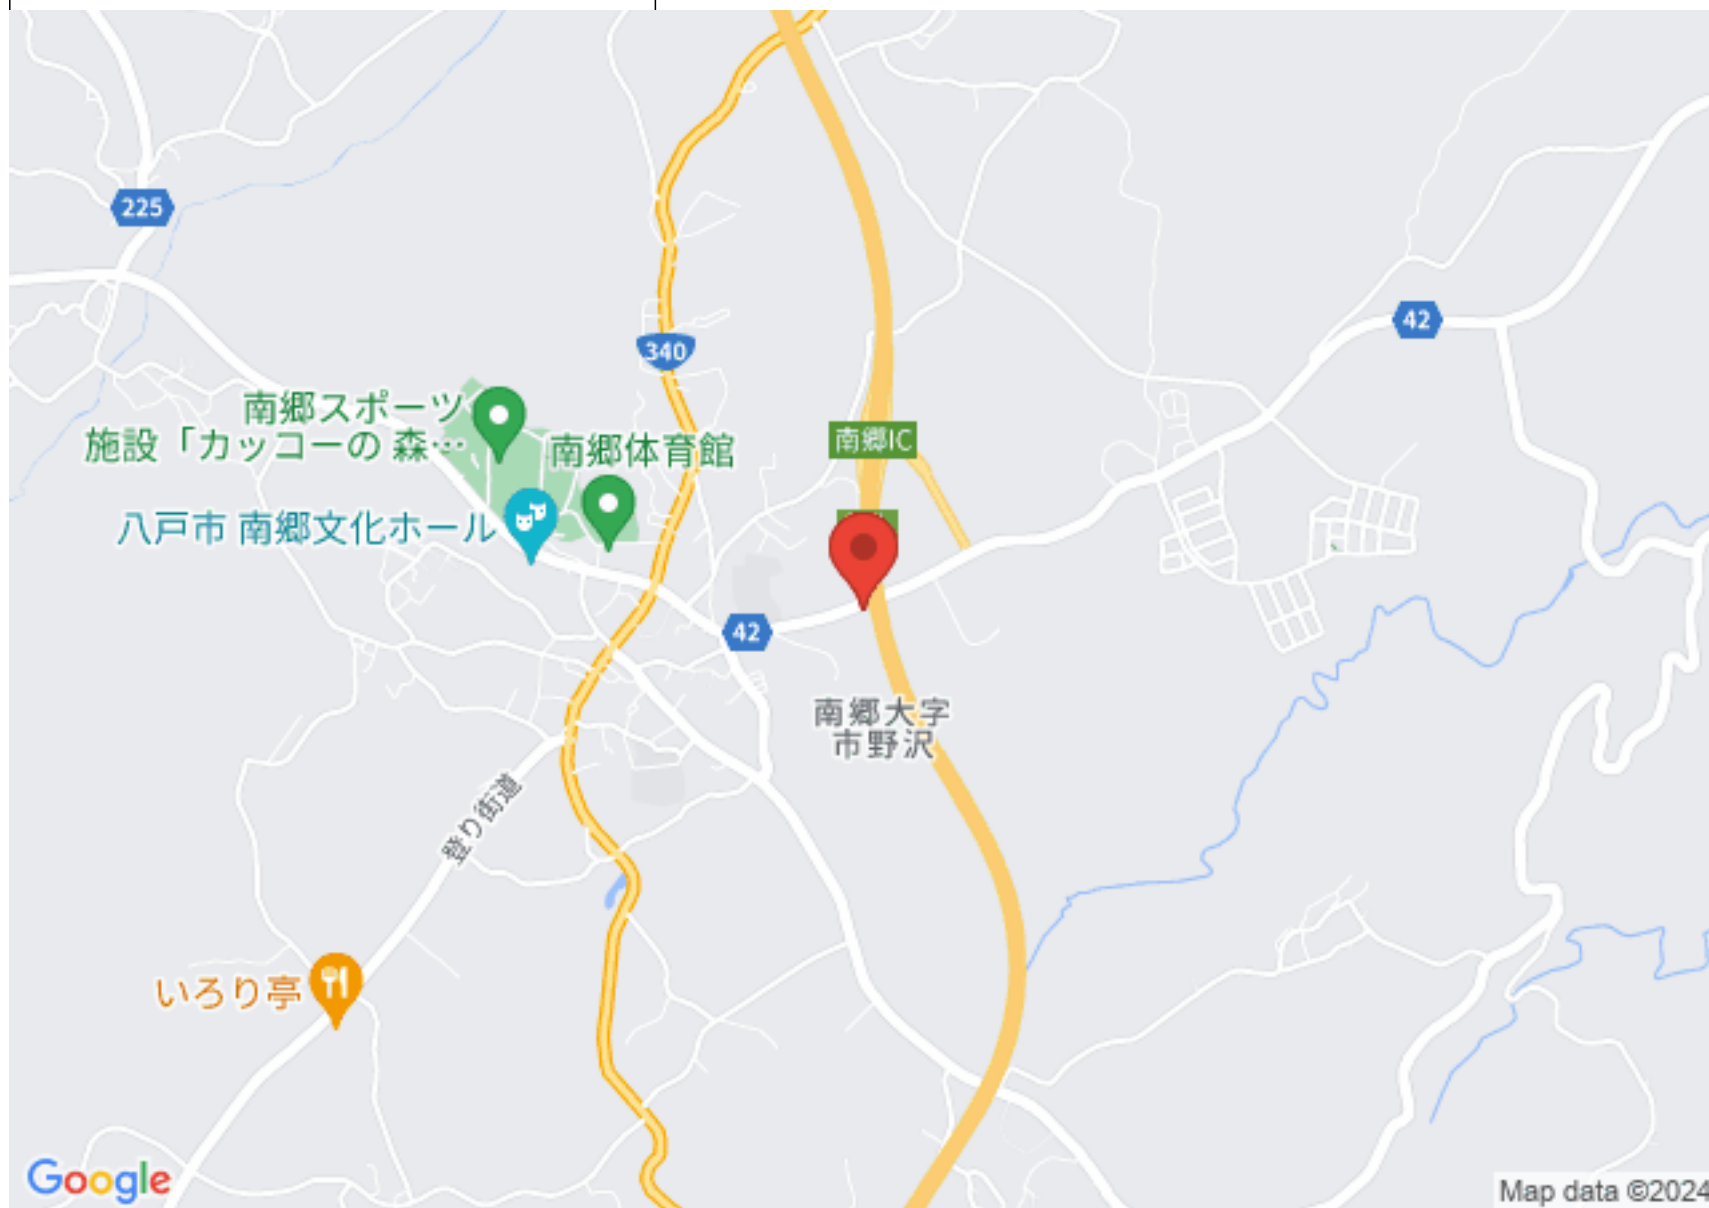 225
42
340
南郷スポーツ
施設「カッコーの 森…
南郷体育館
南郷IC
八戸市 南郷文化ホール
42
南郷大字
市野沢
登り街道
いろり亭
Google
Map data ©2024